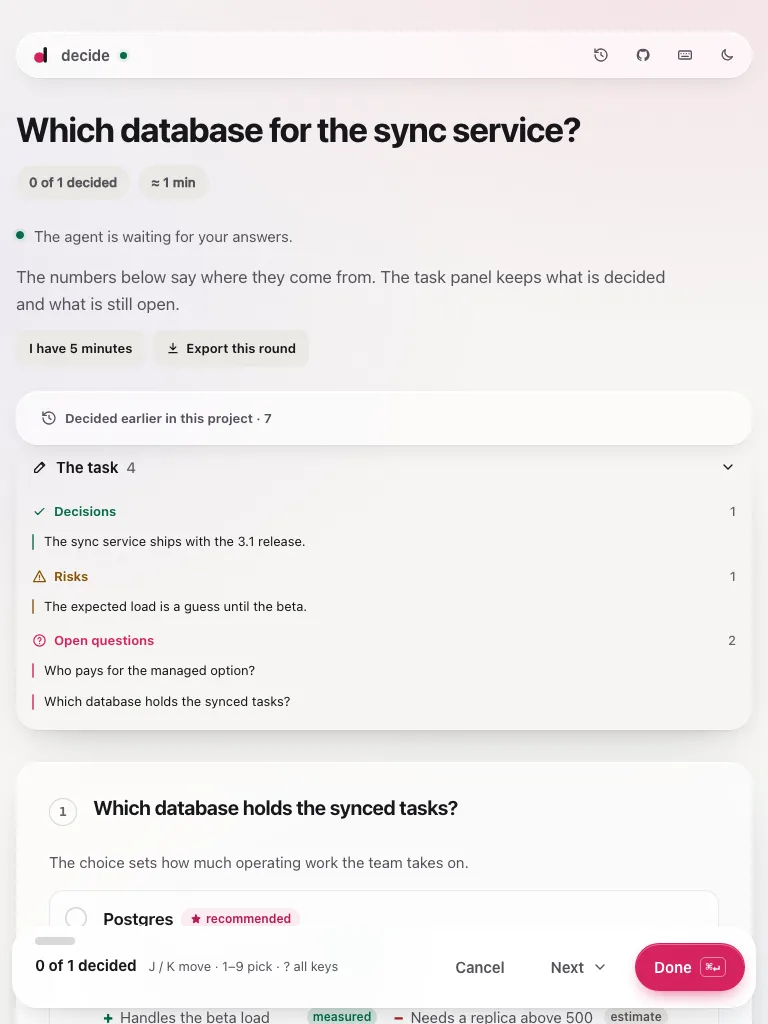 decide
Which database for the sync service?
0 of 1 decided
≈ 1 min
The agent is waiting for your answers.
The numbers below say where they come from. The task panel keeps what is decided
and what is still open.
I have 5 minutes
Export this round
Decided earlier in this project · 7
The task 4
Decisions 1
The sync service ships with the 3.1 release.
Risks 1
The expected load is a guess until the beta.
Open questions 2
Who pays for the managed option?
Which database holds the synced tasks?
1 Which database holds the synced tasks?
The choice sets how much operating work the team takes on.
Postgres ★ recommended
0 of 1 decided J / K move · 1–9 pick · ? all keys
Cancel
Next
Done ⌘↵
+ Handles the beta load measured
− Needs a replica above 500 estimate